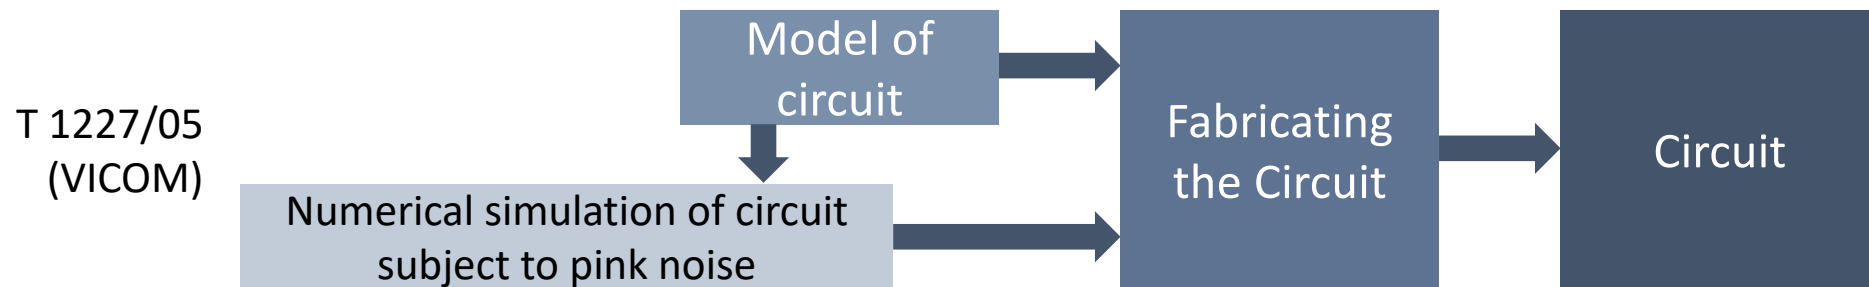 T 1227/05
(VICOM)
Model of
circuit
Numerical simulation of circuit
subject to pink noise
Fabricating
the Circuit
Circuit